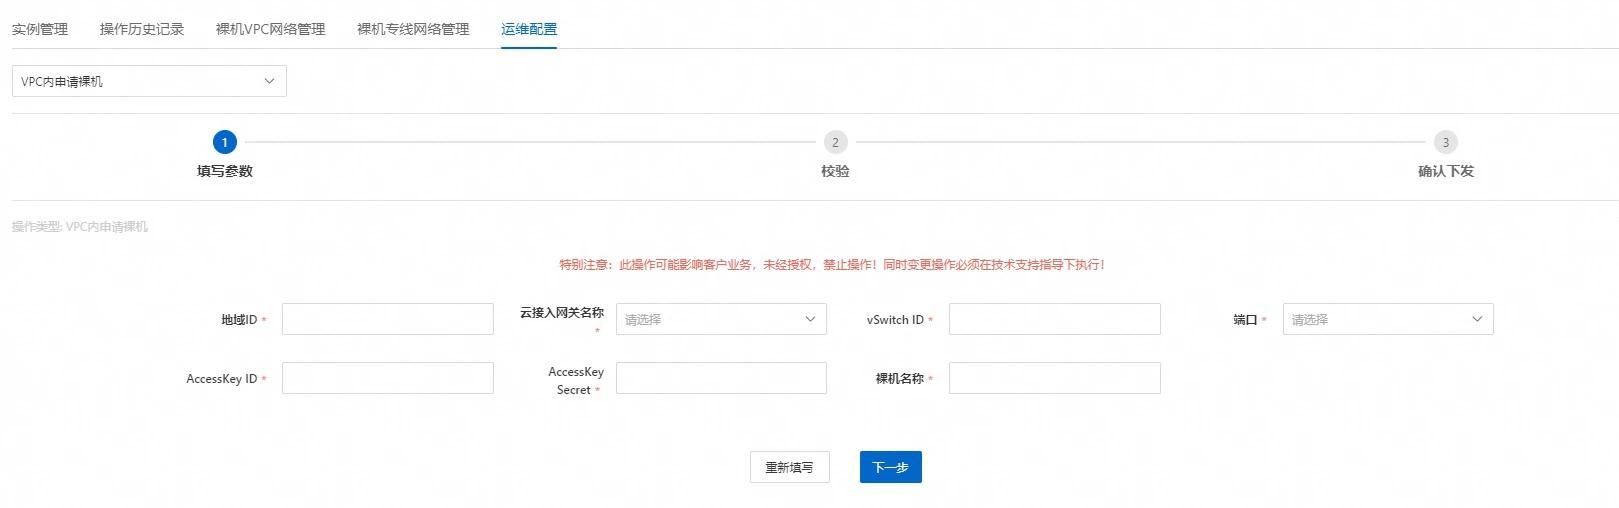 实例管理 操作历史记录 裸机VPC网络管理 裸机专线网络管理 运维配置
VPC内申请裸机
1 2 3
填写参数 校验 确认下发
操作类型: VPC内申请裸机
特别注意：此操作可能影响客户业务，未经授权，禁止操作！同时变更操作必须在技术支持指导下执行！
地域ID * 云接入网关名称 * 请选择 vSwitch ID * 端口 * 请选择
AccessKey ID * AccessKey Secret * 裸机名称 *
重新填写 下一步